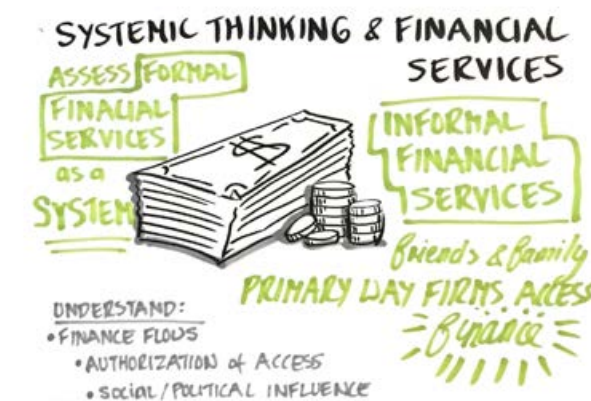 SYSTEMIC THINKING & FINANCIAL
SERVICES
ASSESS FORMAL
FINACIAL
SERVICES
as a
SYSTEM
$
INFORMAL
FINANCIAL
SERVICES
friends & family
PRIMARY WAY FIRMS ACCESS
finance
UNDERSTAND:
• FINANCE FLOWS
• AUTHORIZATION of ACCESS
• SOCIAL/POLITICAL INFLUENCE